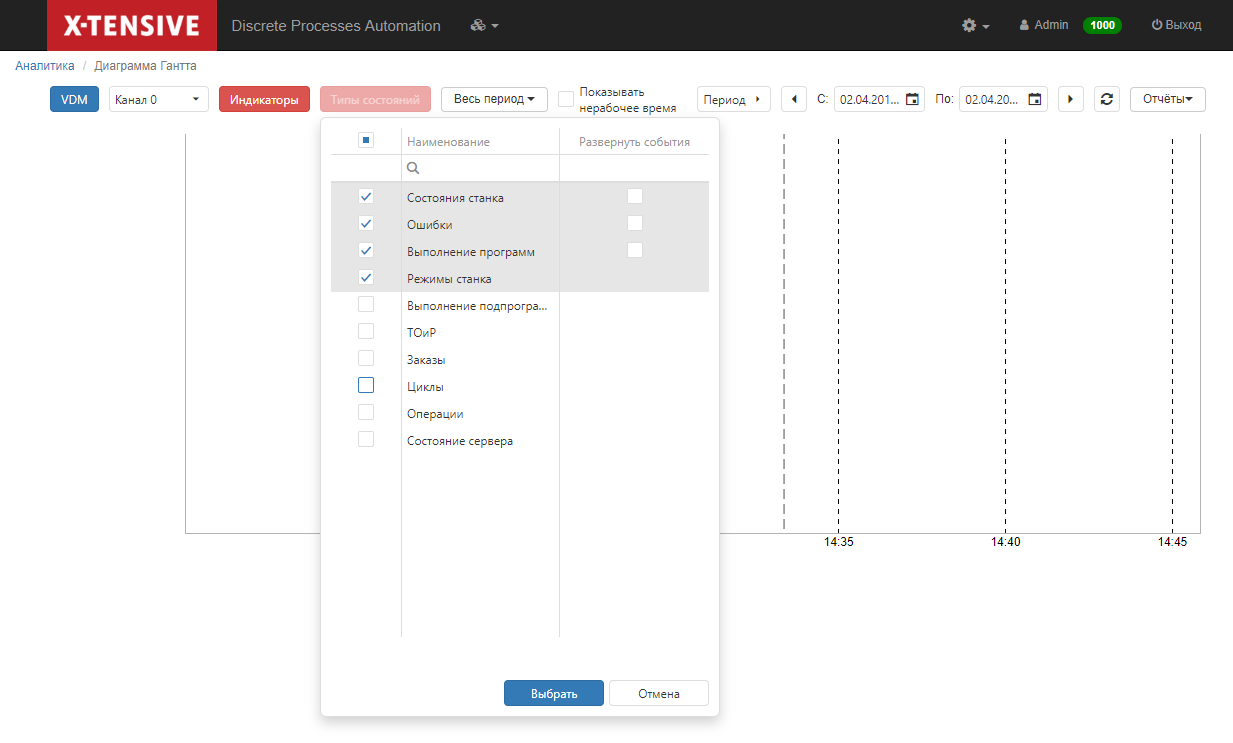 X-TENSIVE
Discrete Processes Automation
Admin
1000
Выход
Аналитика / Диаграмма Гантта
VDM
Канал 0
Индикаторы
Типы состояний
Весь период
Показывать
нерабочее время
Период
С:
02.04.201...
По:
02.04.20...
Отчёты
Наименование
Развернуть события
Состояния станка
Ошибки
Выполнение программ
Режимы станка
Выполнение подпрогра...
ТОиР
Заказы
Циклы
Операции
Состояние сервера
14:35
14:40
14:45
Выбрать
Отмена